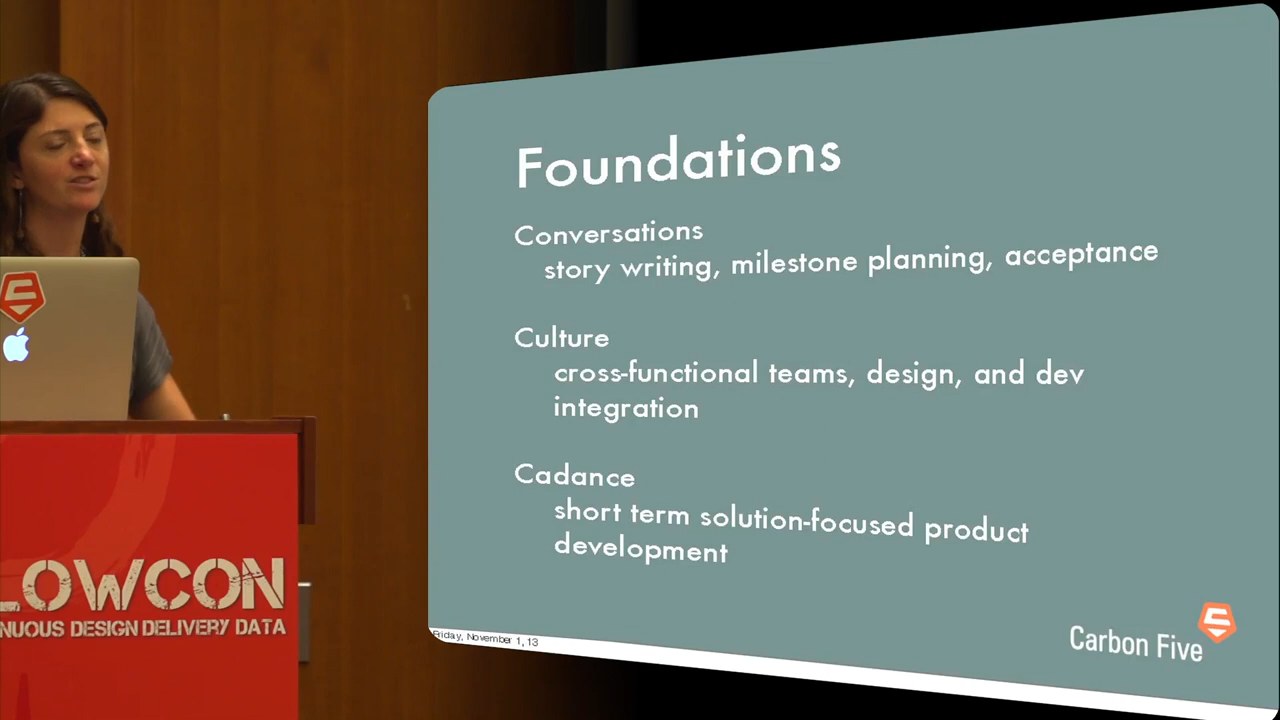 Foundations
Conversations
story writing, milestone planning, acceptance
Culture
cross-functional teams, design, and dev
integration
Cadance
short term solution-focused product
development
Friday, November 1, 13
Carbon Five
LOWCON
NUOUS DESIGN DELIVERY DATA